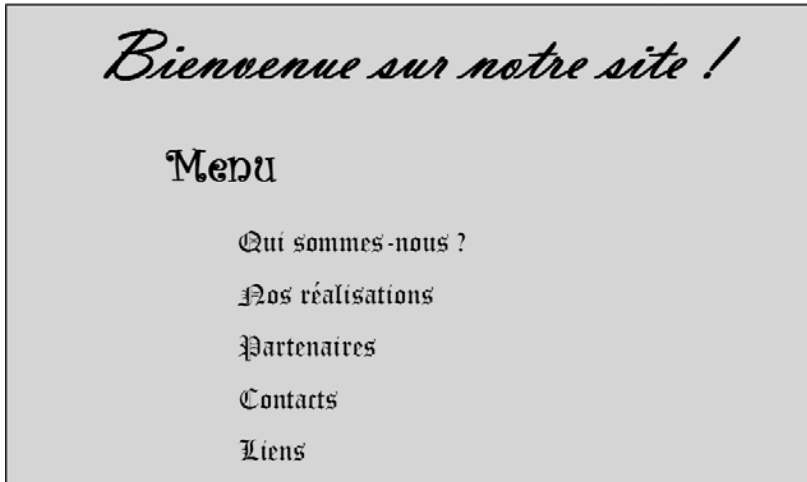 Bienvenue sur notre site !
Menu
Qui sommes-nous ?
Nos réalisations
Partenaires
Contacts
Liens